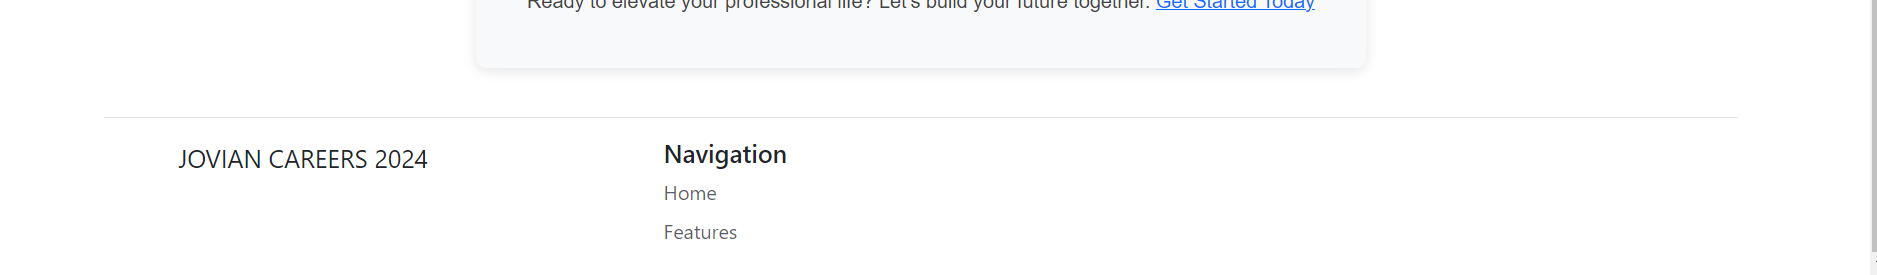 Ready to elevate your professional life? Let's build your future together. Get Started Today
JOVIAN CAREERS 2024
Navigation
Home
Features